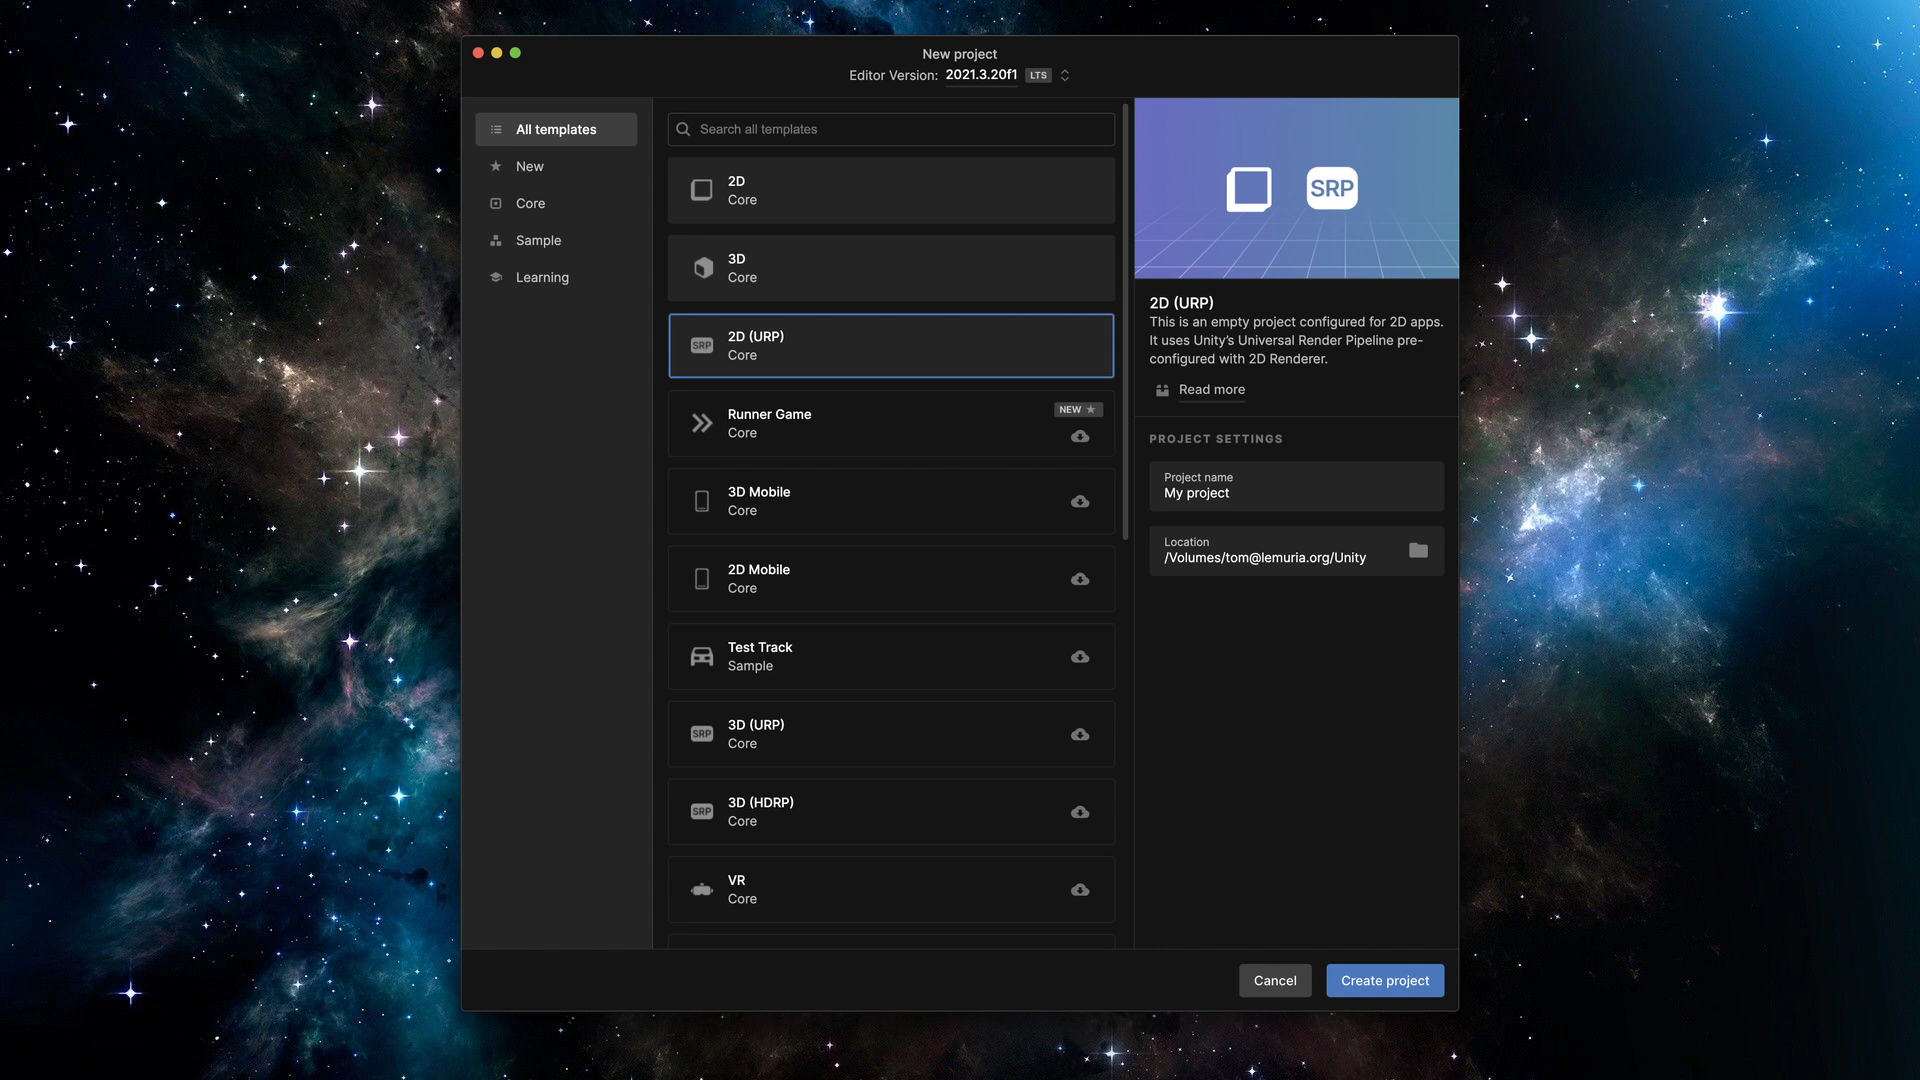 New project
Editor Version: 2021.3.20f1 LTS
All templates
New
Core
Sample
Learning
Search all templates
2D
Core
3D
Core
SRP
2D (URP)
Core
Runner Game
Core
NEW
3D Mobile
Core
2D Mobile
Core
Test Track
Sample
SRP
3D (URP)
Core
SRP
3D (HDRP)
Core
VR
Core
SRP
2D (URP)
This is an empty project configured for 2D apps.
It uses Unity’s Universal Render Pipeline pre-
configured with 2D Renderer.
Read more
PROJECT SETTINGS
Project name
My project
Location
/Volumes/tom@lemuria.org/Unity
Cancel
Create project